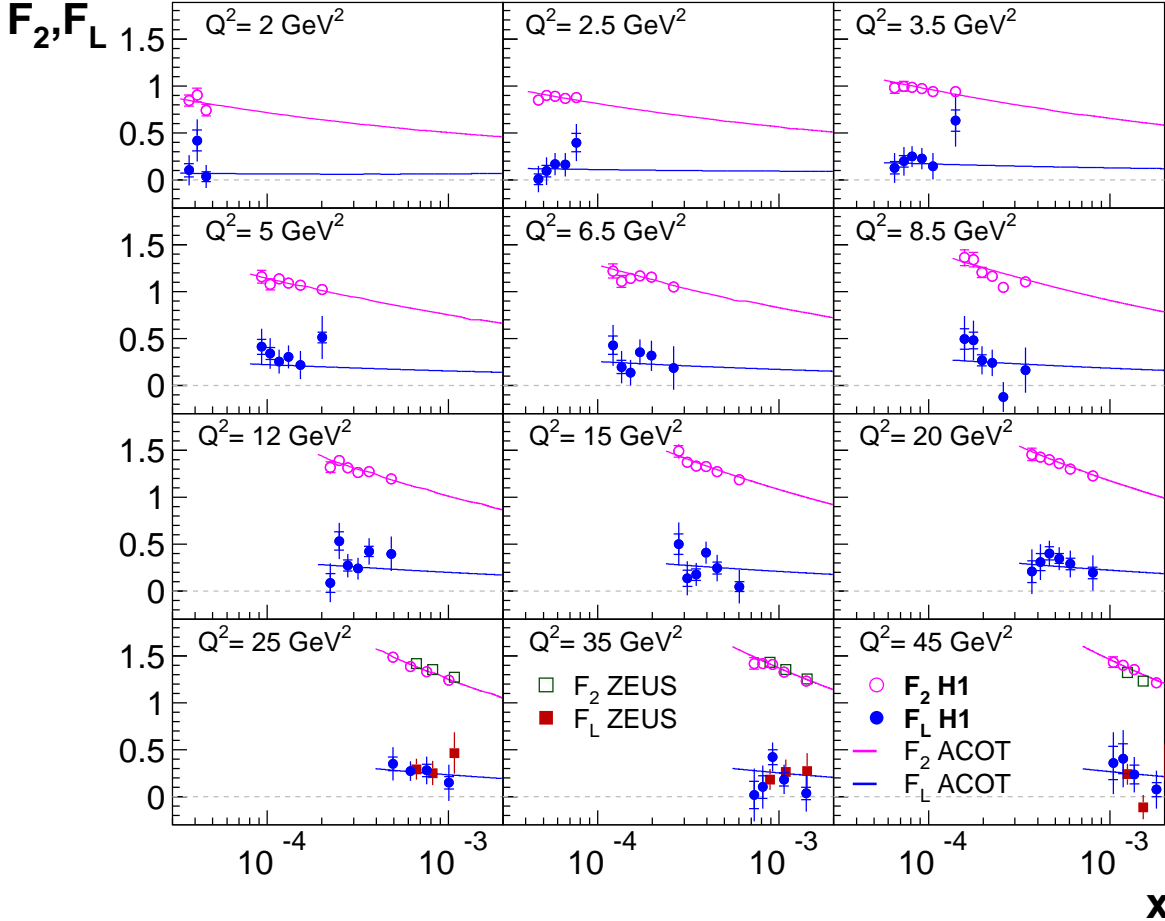 F2,FL
Q2= 2 GeV2
Q2= 2.5 GeV2
Q2= 3.5 GeV2
1.5
1
0.5
0
Q2= 5 GeV2
Q2= 6.5 GeV2
Q2= 8.5 GeV2
1.5
1
0.5
0
Q2= 12 GeV2
Q2= 15 GeV2
Q2= 20 GeV2
1.5
1
0.5
0
Q2= 25 GeV2
Q2= 35 GeV2
Q2= 45 GeV2
1.5
1
0.5
0
F2 ZEUS
FL ZEUS
F2 H1
FL H1
F2 ACOT
FL ACOT
10-4
10-3
10-4
10-3
10-4
10-3
x